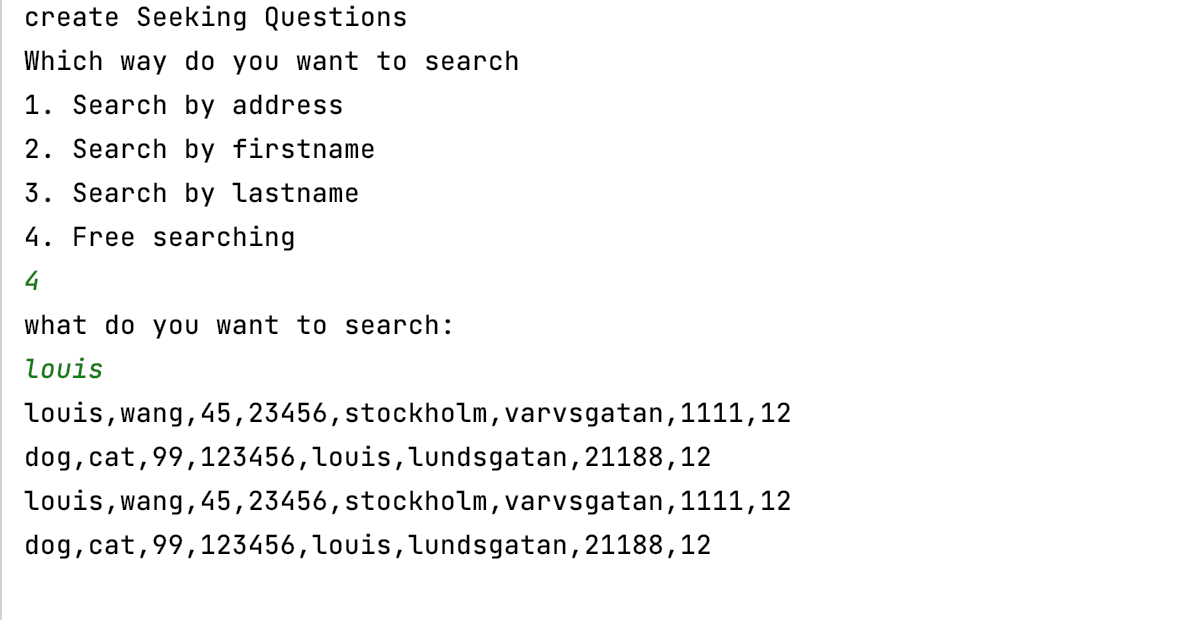 create Seeking Questions
Which way do you want to search
1. Search by address
2. Search by firstname
3. Search by lastname
4. Free searching
4
what do you want to search:
louis
louis,wang,45,23456,stockholm,varvsgatan,1111,12
dog,cat,99,123456,louis,lundsgatan,21188,12
louis,wang,45,23456,stockholm,varvsgatan,1111,12
dog,cat,99,123456,louis,lundsgatan,21188,12